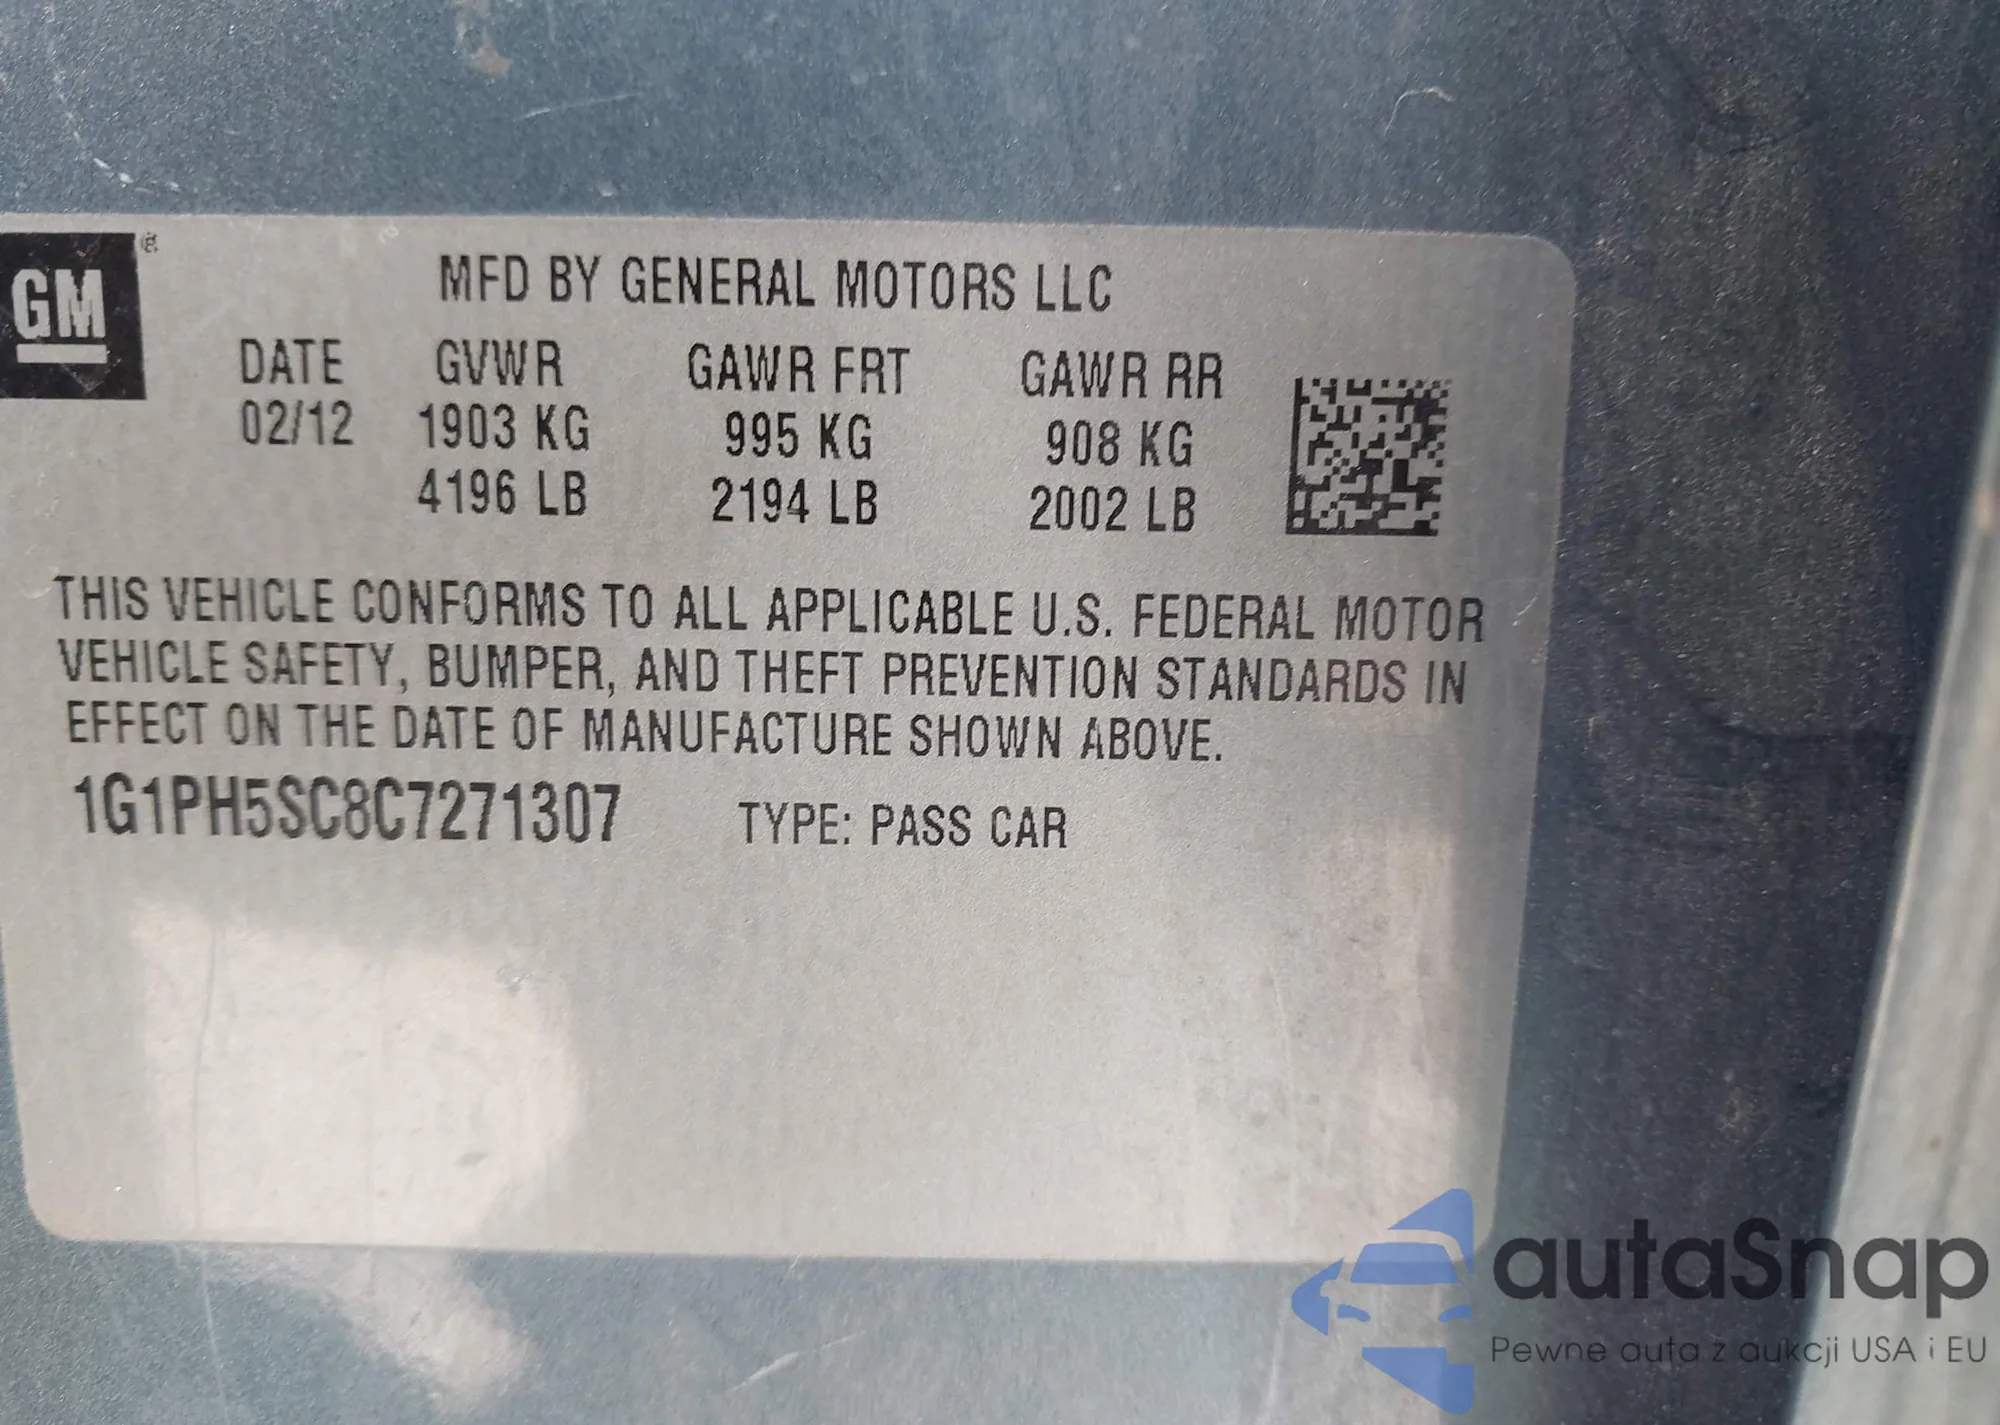 GM
MFD BY GENERAL MOTORS LLC
DATE GVWR GAWR FRT GAWR RR
02/12 1903 KG 995 KG 908 KG
4196 LB 2194 LB 2002 LB
THIS VEHICLE CONFORMS TO ALL APPLICABLE U.S. FEDERAL MOTOR
VEHICLE SAFETY, BUMPER, AND THEFT PREVENTION STANDARDS IN
EFFECT ON THE DATE OF MANUFACTURE SHOWN ABOVE.
1G1PH5SC8C7271307 TYPE: PASS CAR
autaSnap
Pewne auta z aukcji USA i EU